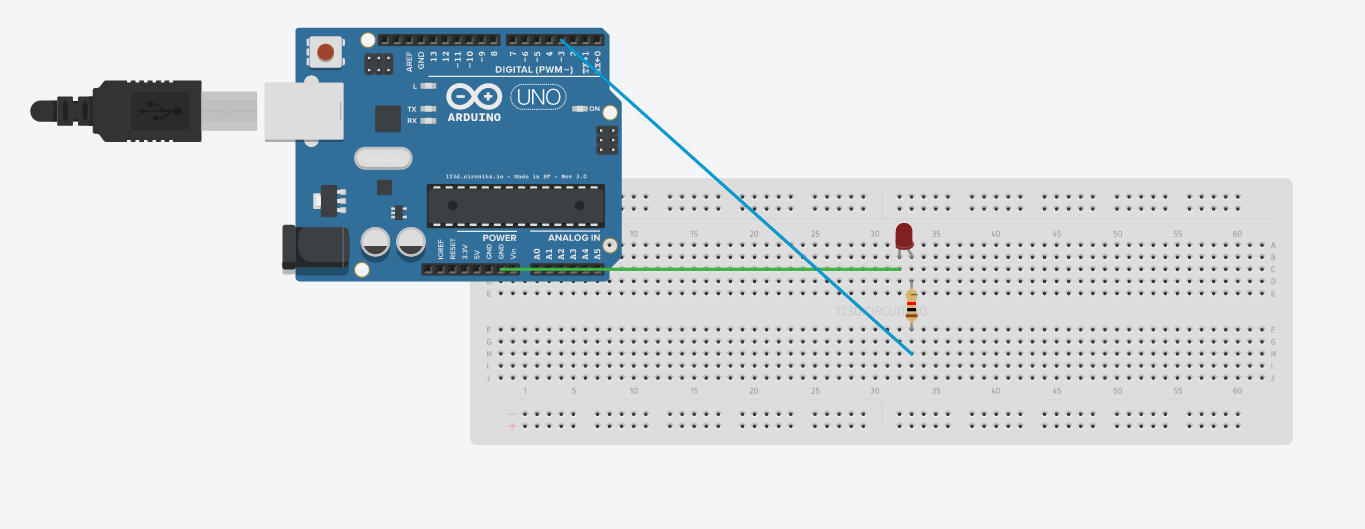 AREF
GND
13
12
~11
~10
~9
8
7
~6
~5
4
~3
2
TX→1
RX←0
DIGITAL (PWM~)
L
TX
RX
UNO
ON
ARDUINO
123d.circuits.io - Made in SF - Rev 3.0
POWER
ANALOG IN
IOREF
RESET
3.3V
5V
GND
GND
Vin
A0
A1
A2
A3
A4
A5
10 15 20 25 30 35 40 45 50 55 60
A
B
C
D
E E
F F
G G
H H
I I
J J
1 5 10 15 20 25 30 35 40 45 50 55 60
−
+